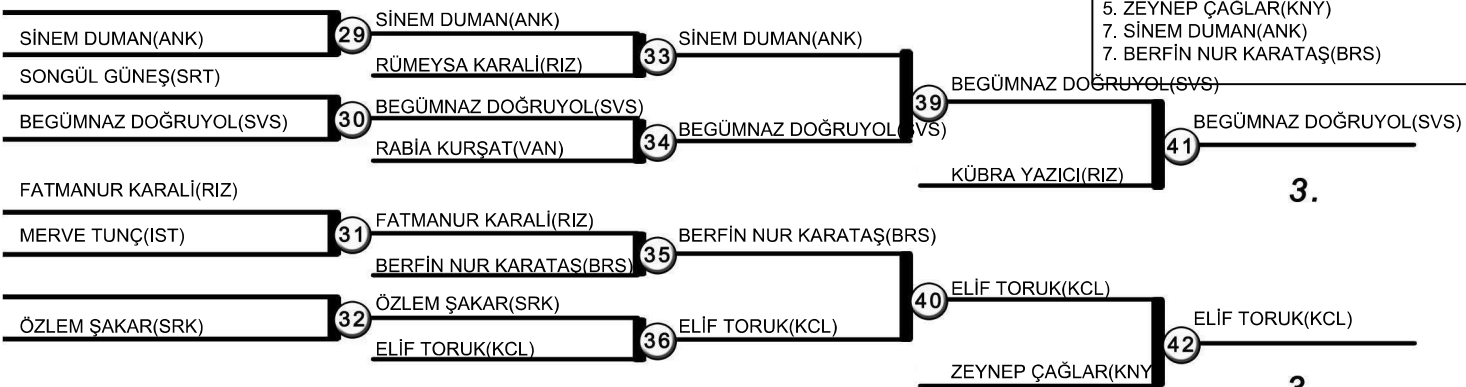 5. ZEYNEP ÇAĞLAR(KNY)
7. SİNEM DUMAN(ANK)
7. BERFİN NUR KARATAŞ(BRS)
SİNEM DUMAN(ANK)
29
SİNEM DUMAN(ANK)
RÜMEYSA KARALİ(RIZ)
33
SİNEM DUMAN(ANK)
SONGÜL GÜNEŞ(SRT)
BEGÜMNAZ DOĞRUYOL(SVS)
30
BEGÜMNAZ DOĞRUYOL(SVS)
RABİA KURŞAT(VAN)
34
BEGÜMNAZ DOĞRUYOL(SVS)
39
BEGÜMNAZ DOĞRUYOL(SVS)
KÜBRA YAZICI(RIZ)
41
BEGÜMNAZ DOĞRUYOL(SVS)
3.
FATMANUR KARALİ(RIZ)
MERVE TUNÇ(IST)
31
FATMANUR KARALİ(RIZ)
BERFİN NUR KARATAŞ(BRS)
35
BERFİN NUR KARATAŞ(BRS)
ÖZLEM ŞAKAR(SRK)
32
ÖZLEM ŞAKAR(SRK)
ELİF TORUK(KCL)
36
ELİF TORUK(KCL)
40
ELİF TORUK(KCL)
ZEYNEP ÇAĞLAR(KNY
42
ELİF TORUK(KCL)